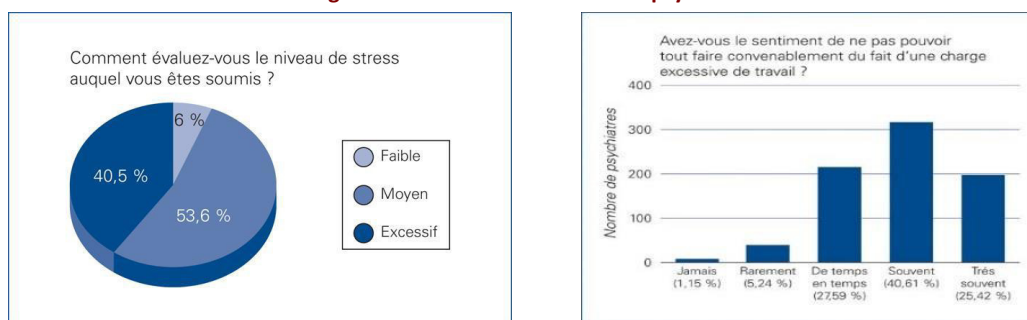 Comment évaluez-vous le niveau de stress
auquel vous êtes soumis ?
6 %
40,5 %
53,6 %
Faible
Moyen
Excessif
Avez-vous le sentiment de ne pas pouvoir
tout faire convenablement du fait d'une charge
excessive de travail ?
Nombre de psychiatres
400
300
200
100
0
Jamais
(1,15 %)
Rarement
(5,24 %)
De temps
en temps
(27,59 %)
Souvent
(40,61 %)
Trés
souvent
(25,42 %)